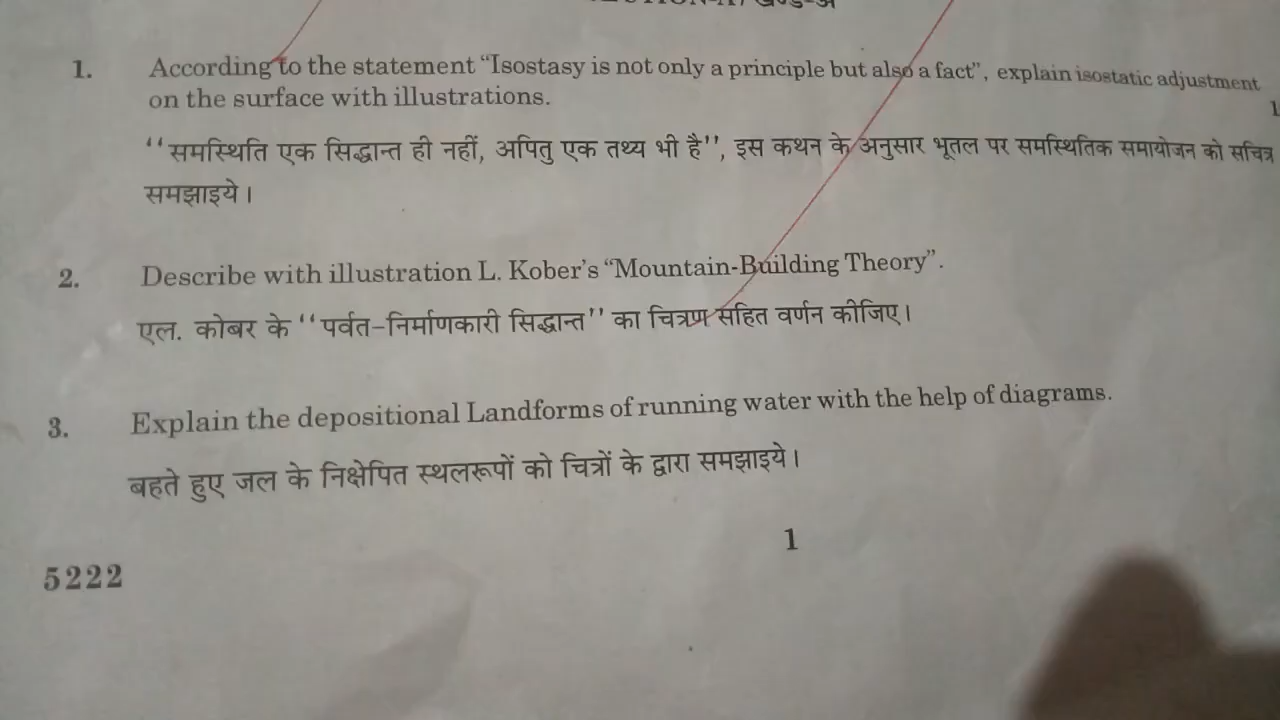 1. According to the statement “Isostasy is not only a principle but also a fact”, explain isostatic adjustment
on the surface with illustrations.
1
‘‘समस्थिति एक सिद्धान्त ही नहीं, अपितु एक तथ्य भी है’’, इस कथन के अनुसार भूतल पर समस्थितिक समायोजन को सचित्र
समझाइये।
2. Describe with illustration L. Kober’s “Mountain-Building Theory”.
एल. कोबर के ‘‘पर्वत-निर्माणकारी सिद्धान्त’’ का चित्रण सहित वर्णन कीजिए।
3. Explain the depositional Landforms of running water with the help of diagrams.
बहते हुए जल के निक्षेपित स्थलरूपों को चित्रों के द्वारा समझाइये।
1
5222